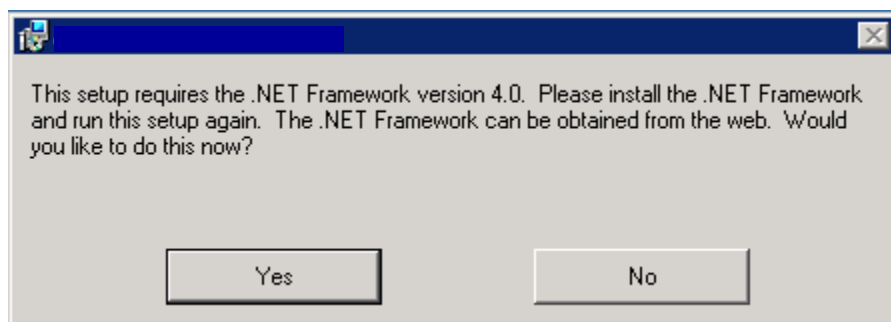 This setup requires the .NET Framework version 4.0.  Please install the .NET Framework
and run this setup again.  The .NET Framework can be obtained from the web.  Would
you like to do this now?
Yes
No